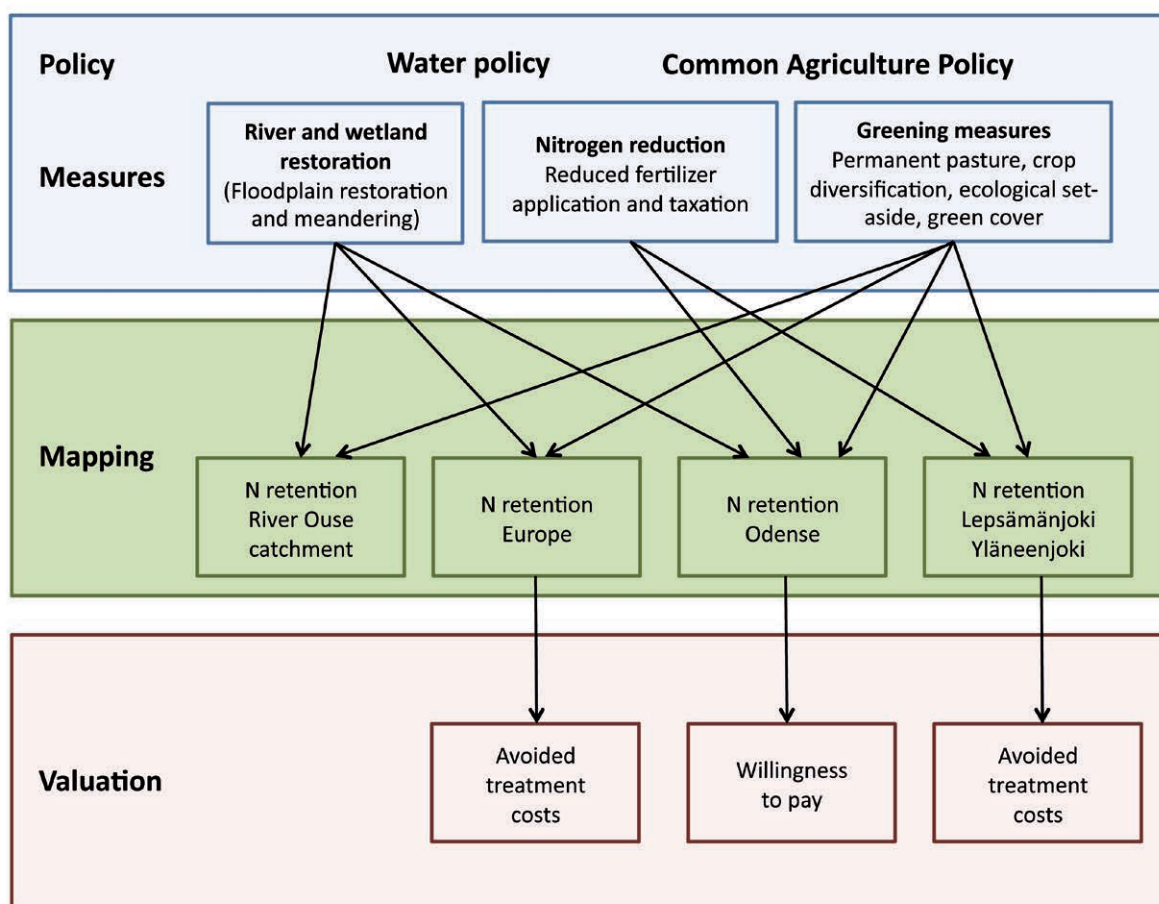 Policy
Water policy
Common Agriculture Policy
Measures
River and wetland
restoration
(Floodplain restoration
and meandering)
Nitrogen reduction
Reduced fertilizer
application and taxation
Greening measures
Permanent pasture, crop
diversification, ecological set-
aside, green cover
Mapping
N retention
River Ouse
catchment
N retention
Europe
N retention
Odense
N retention
Lepsämänjoki
Yläneenjoki
Valuation
Avoided
treatment
costs
Willingness
to pay
Avoided
treatment
costs